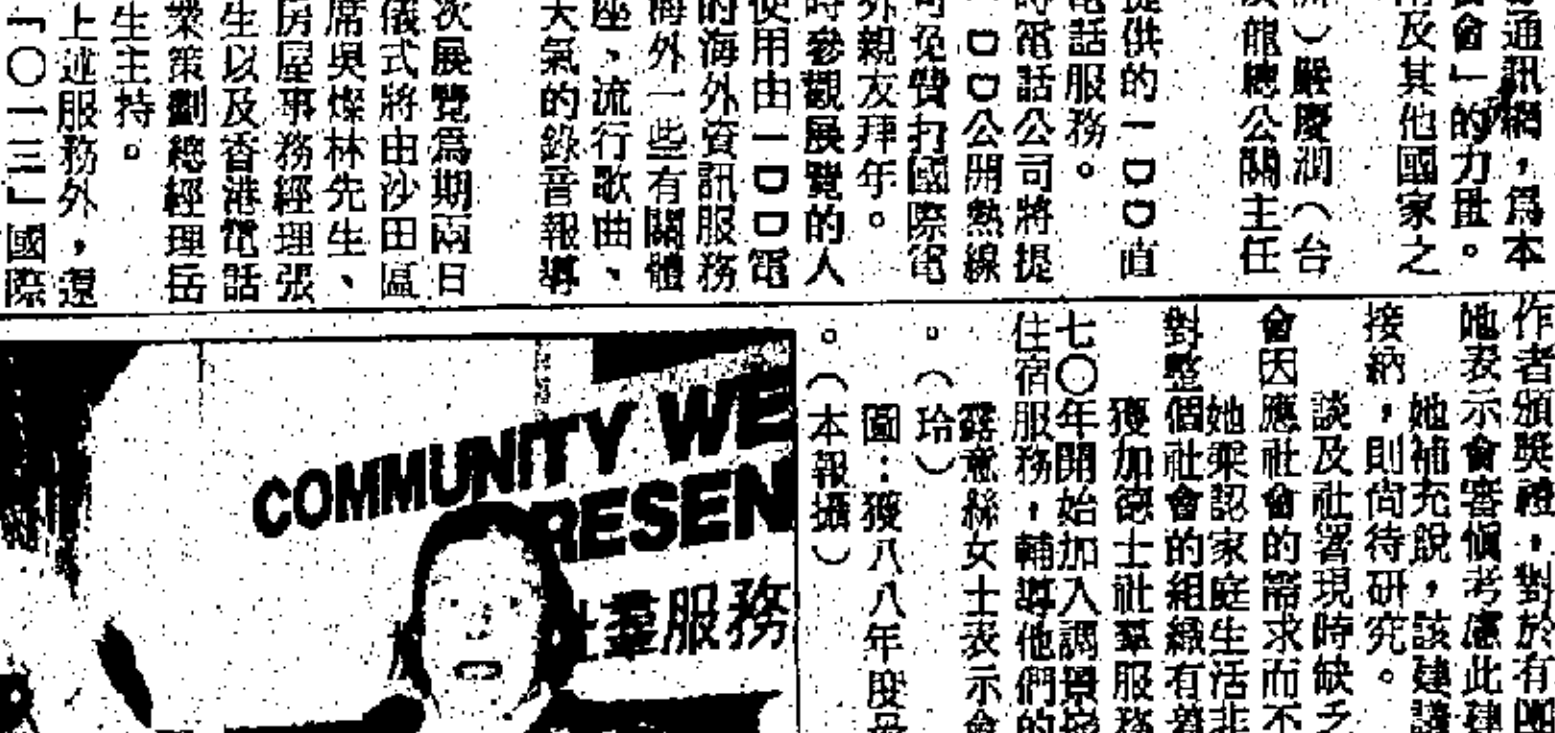 通訊網，爲本
會」的力量。
及其他國家之
）嚴慶潤（台
龍總公關主任
提供的ＩＤＤ直
電話服務。
時電話公司將提
ＩＤＤ公開熱線
可免費打國際電
外親友拜年。
時參觀展覽的人
使用由ＩＤＤ電
的海外資訊服務
海外一些有關體
座、流行歌曲、
大氣的錄音報導
次展覽爲期兩日
儀式將由沙田區
席吳燦林先生、
房屋事務經理張
生以及香港電話
業策劃總經理岳
生主持。
上述服務外，還
「〇一三」國際
作者頒獎禮，對於有
她表示會審愼考慮此建
她補充說，該建議
接納，則尙待研究。
談及社署現時缺乏
會因應社會的需求而不
她承認家庭生活非
對整個社會的組織有着
獲加德士社羣服務
七〇年開始加入調景
住宿服務，輔導他們的
露意絲女士表示會
。（玲）
圖：獲八八年度
。（本報攝）
COMMUNITY WE
PRESEN
社羣服務